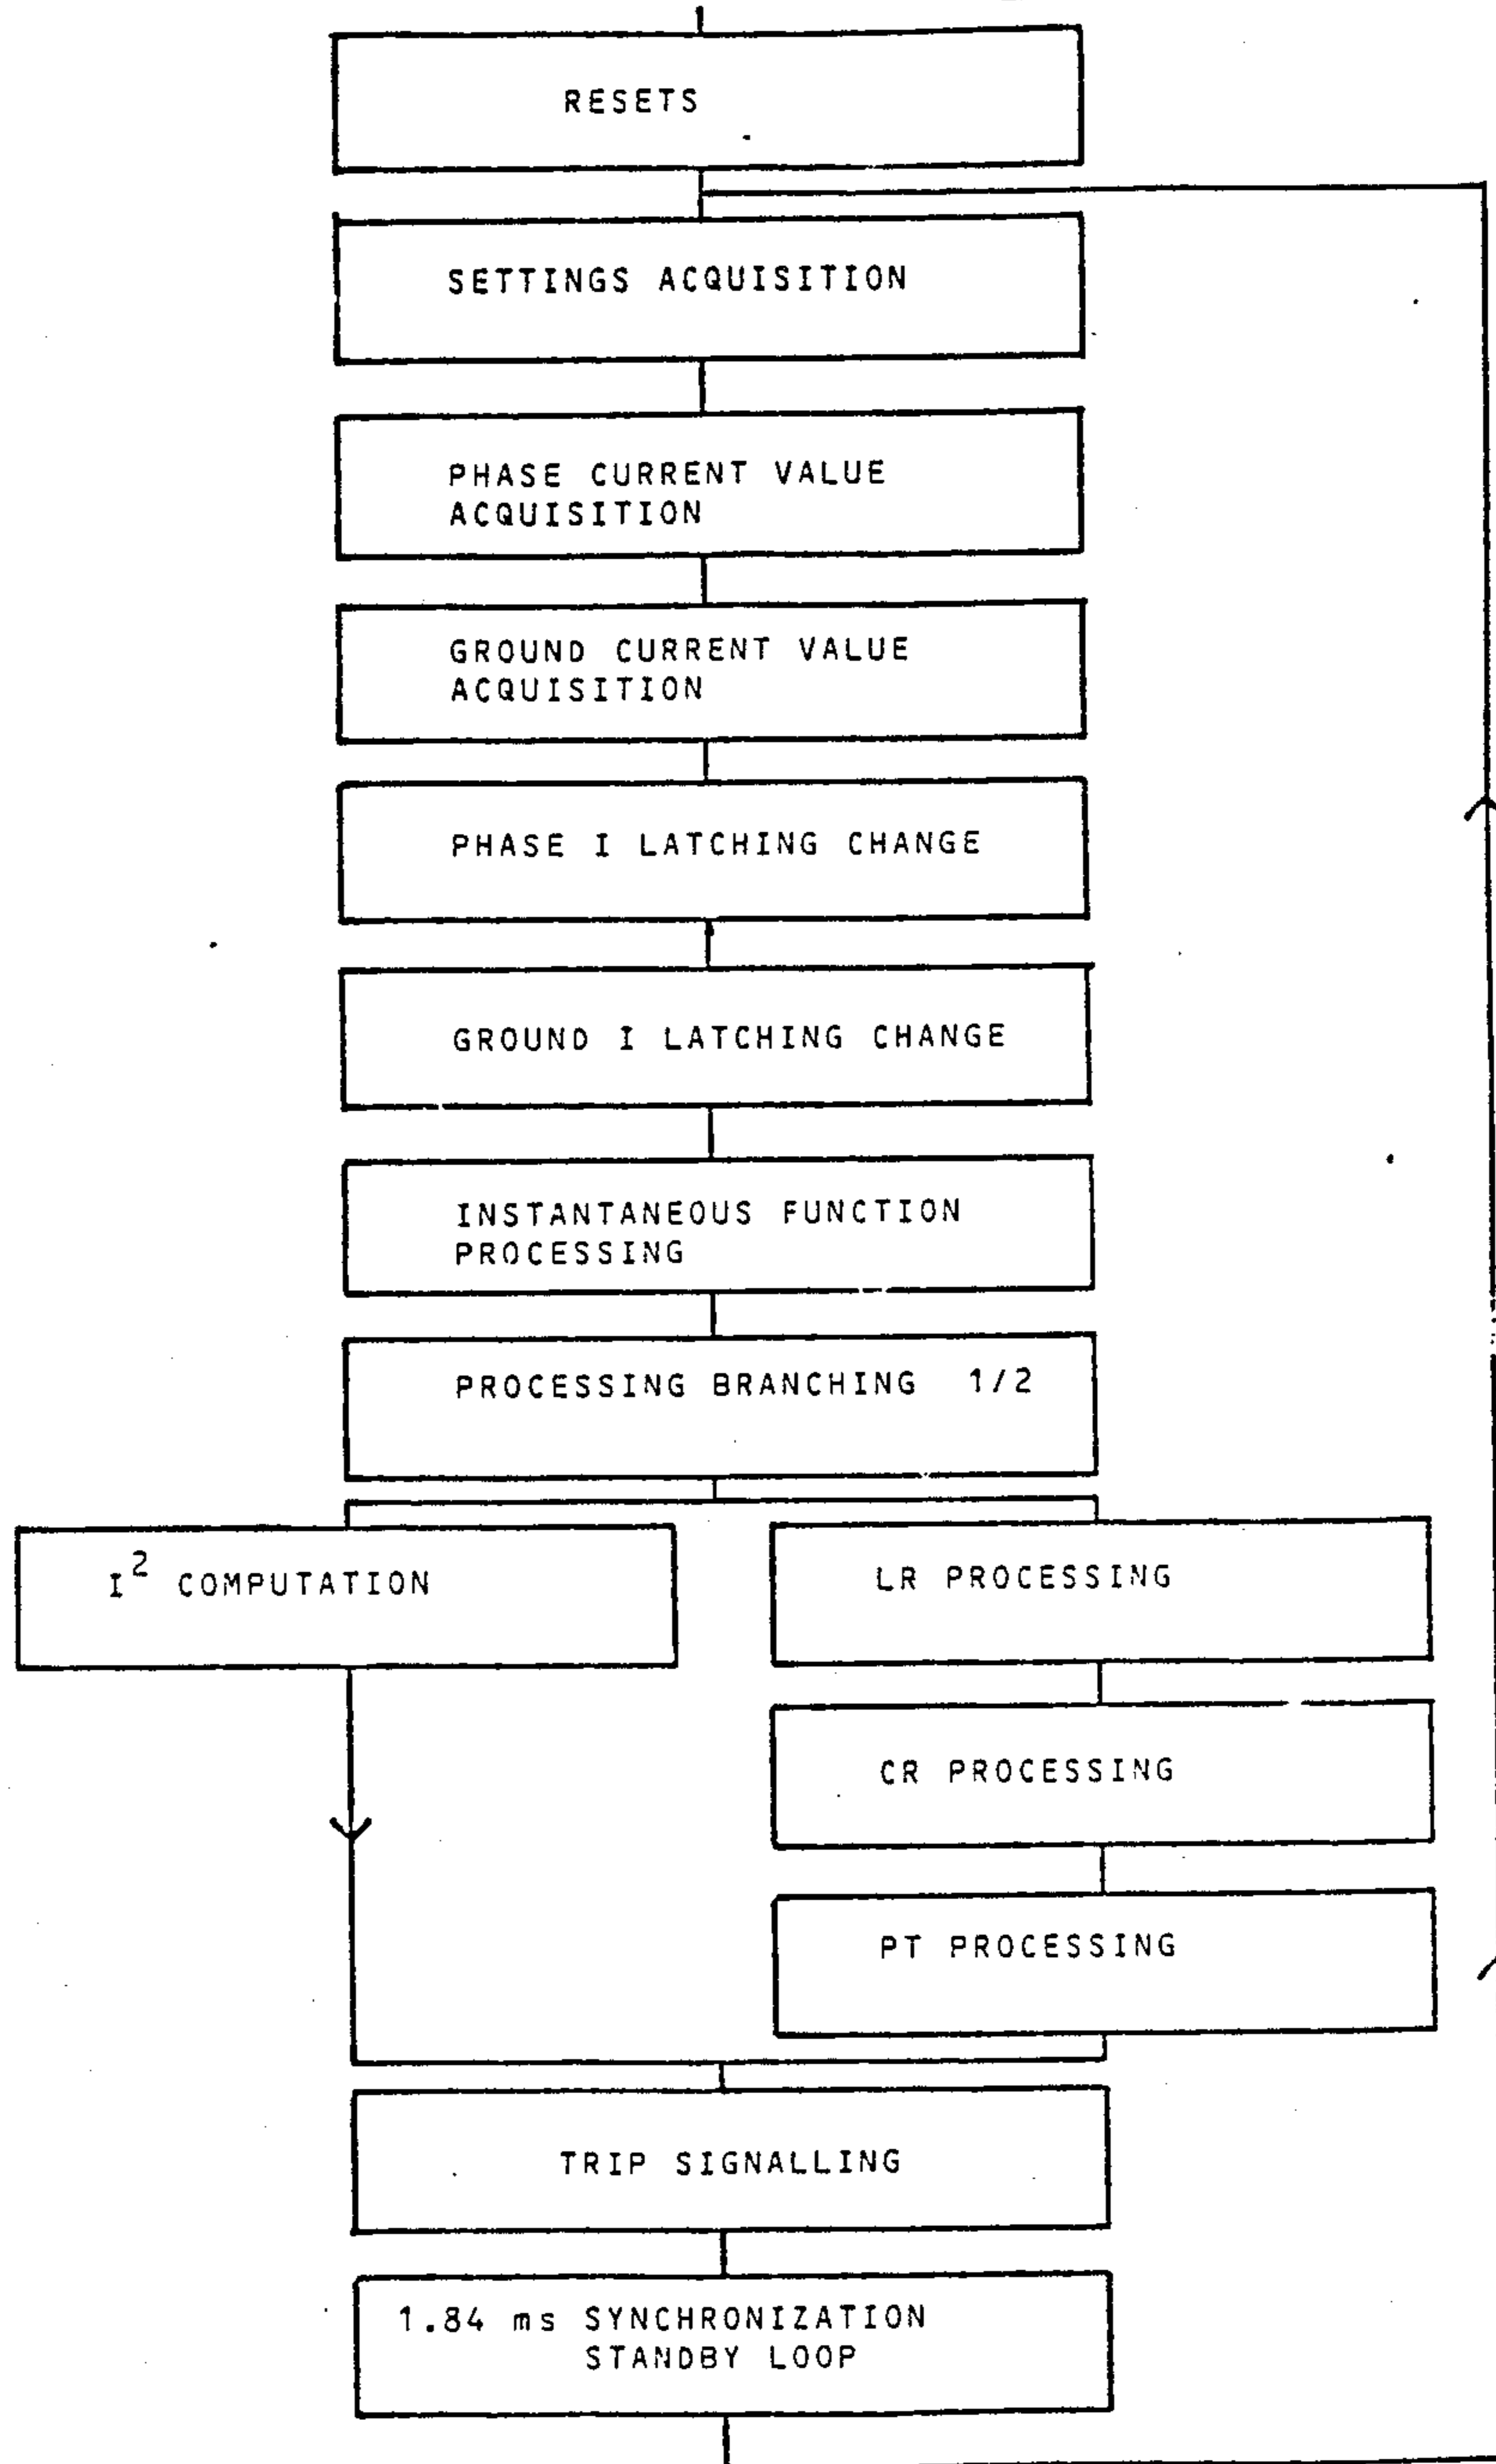 RESETS
SETTINGS ACQUISITION
PHASE CURRENT VALUE
ACQUISITION
GROUND CURRENT VALUE
ACQUISITION
PHASE I LATCHING CHANGE
GROUND I LATCHING CHANGE
INSTANTANEOUS FUNCTION
PROCESSING
PROCESSING BRANCHING 1/2
I² COMPUTATION
LR PROCESSING
CR PROCESSING
PT PROCESSING
TRIP SIGNALLING
1.84 ms SYNCHRONIZATION
STANDBY LOOP